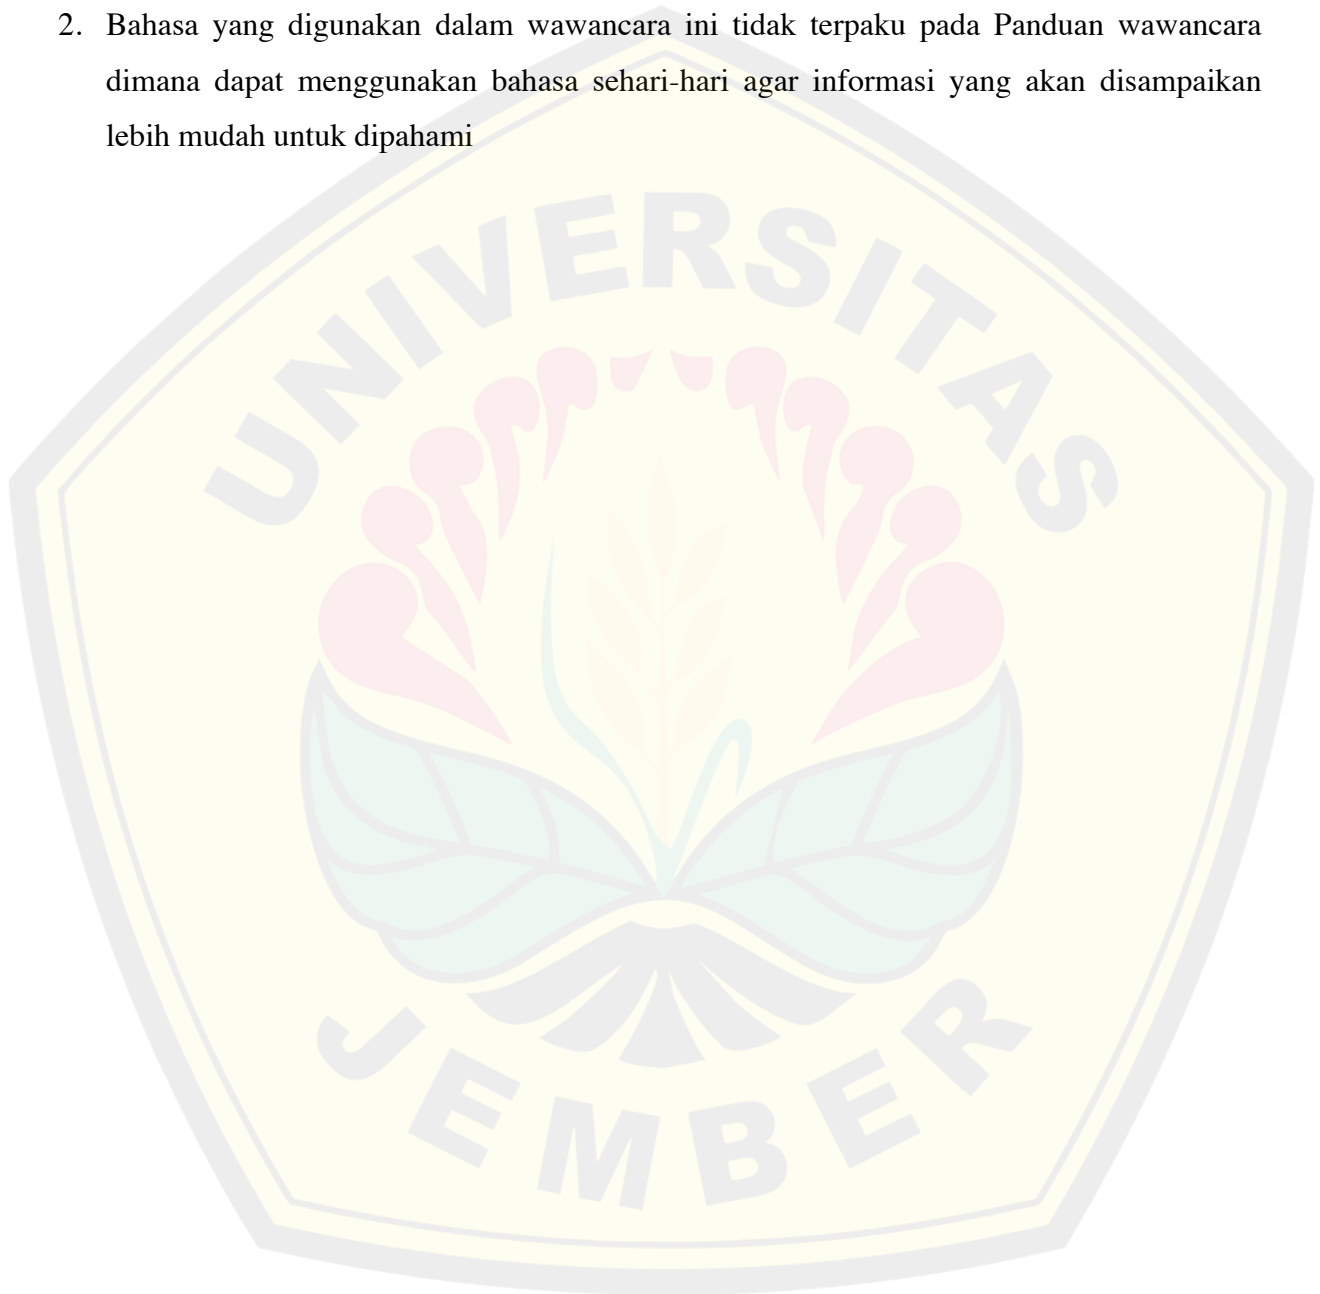 2. Bahasa yang digunakan dalam wawancara ini tidak terpaku pada Panduan wawancara
dimana dapat menggunakan bahasa sehari-hari agar informasi yang akan disampaikan
lebih mudah untuk dipahami
UNIVERSITAS
JEMBER